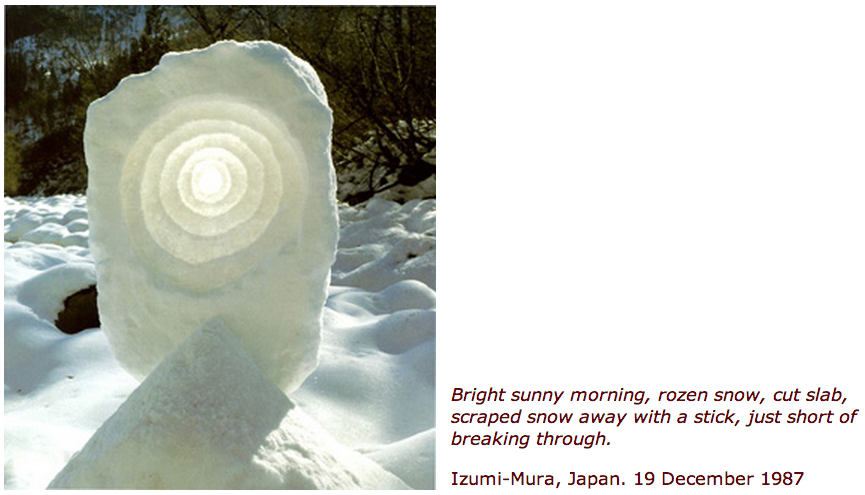 Bright sunny morning, rozen snow, cut slab,
scraped snow away with a stick, just short of
breaking through.
Izumi-Mura, Japan. 19 December 1987